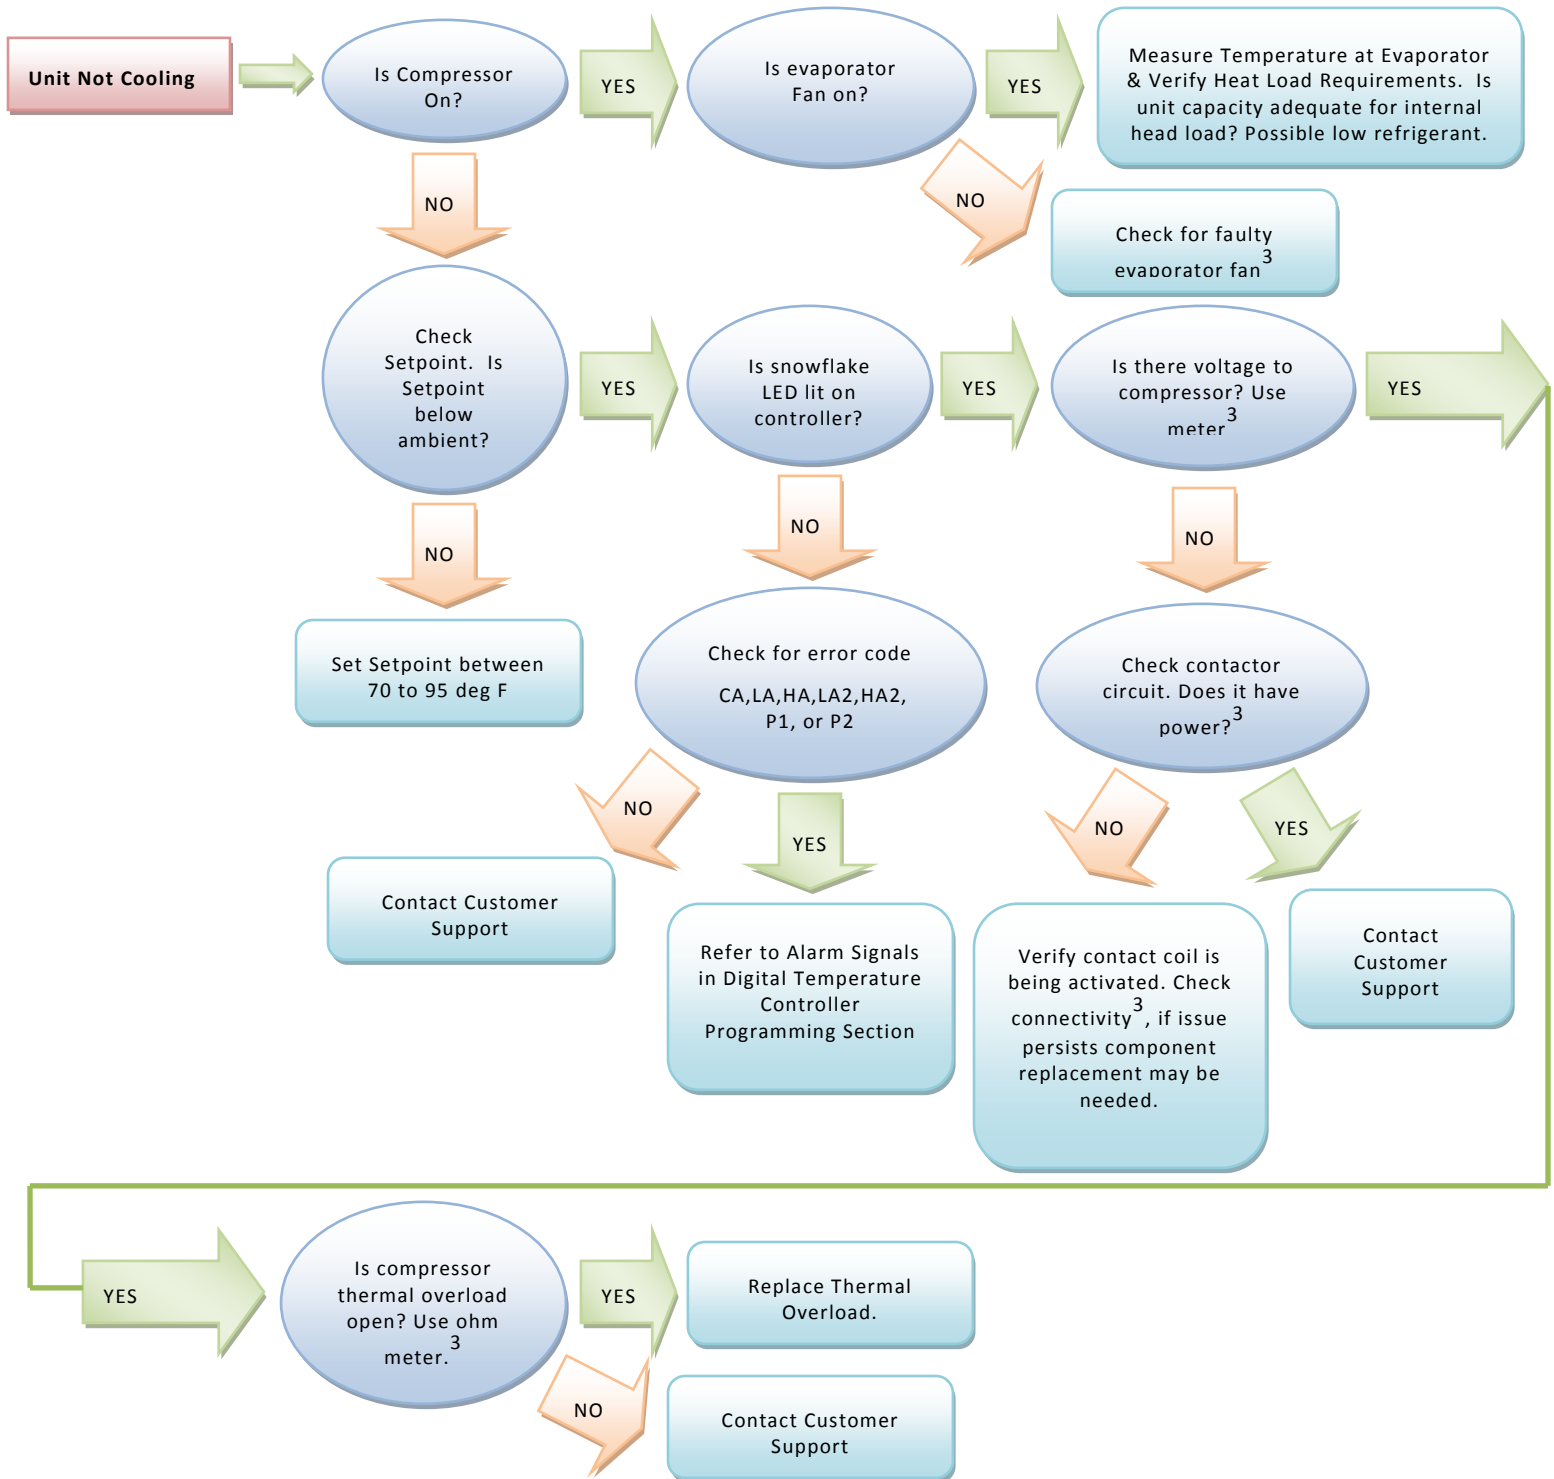 Unit Not Cooling
Is Compressor
On?
YES
Is evaporator
Fan on?
YES
Measure Temperature at Evaporator
& Verify Heat Load Requirements. Is
unit capacity adequate for internal
head load? Possible low refrigerant.
NO
NO
Check for faulty
evaporator fan3
Check
Setpoint. Is
Setpoint
below
ambient?
YES
Is snowflake
LED lit on
controller?
YES
Is there voltage to
compressor? Use
meter3
YES
NO
NO
NO
Set Setpoint between
70 to 95 deg F
Check for error code
CA,LA,HA,LA2,HA2,
P1, or P2
Check contactor
circuit. Does it have
power?3
NO
YES
NO
YES
Contact Customer
Support
Refer to Alarm Signals
in Digital Temperature
Controller
Programming Section
Verify contact coil is
being activated. Check
connectivity3, if issue
persists component
replacement may be
needed.
Contact
Customer
Support
YES
Is compressor
thermal overload
open? Use ohm
meter.3
YES
Replace Thermal
Overload.
NO
Contact Customer
Support